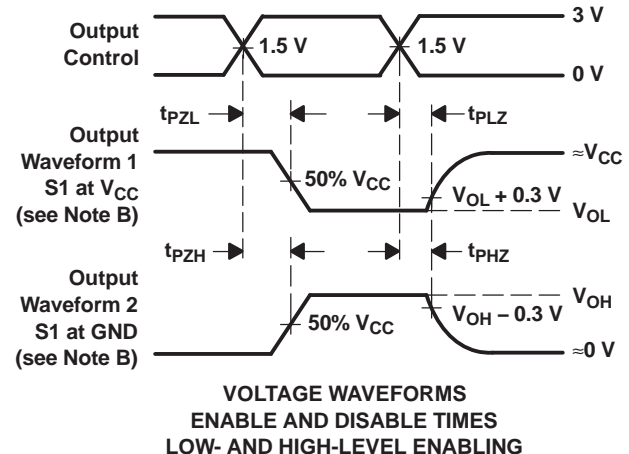 Output
Control
1.5 V
1.5 V
3 V
0 V
tPZL
tPLZ
Output
Waveform 1
S1 at VCC
(see Note B)
50% VCC
≈VCC
VOL + 0.3 V
VOL
tPZH
tPHZ
Output
Waveform 2
S1 at GND
(see Note B)
50% VCC
VOH
VOH – 0.3 V
≈0 V
VOLTAGE WAVEFORMS
ENABLE AND DISABLE TIMES
LOW- AND HIGH-LEVEL ENABLING